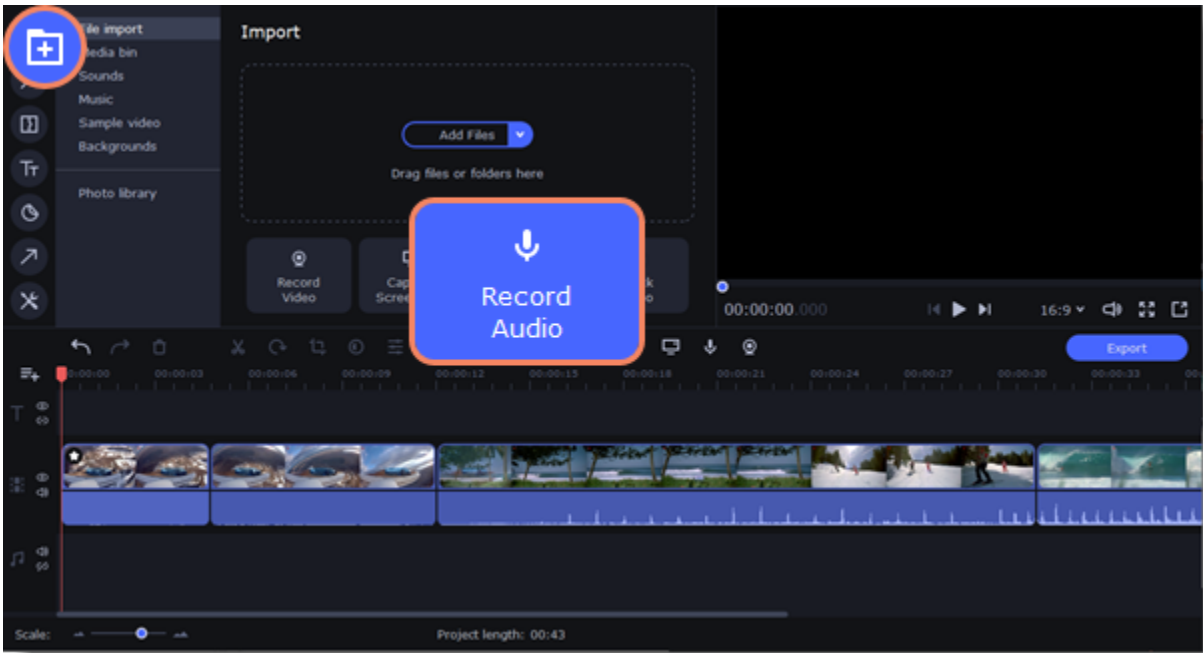 File import
Import
Media bin
Sounds
Music
Sample video
Backgrounds
Photo library
Add Files
Drag files or folders here
Record
Video
Record
Audio
00:00:00.000
16:9
Export
0:00:00 00:00:03 00:00:06 00:00:09 00:00:12 00:00:15 00:00:18 00:00:21 00:00:24 00:00:27 00:00:30 00:00:33
Scale:
Project length: 00:43